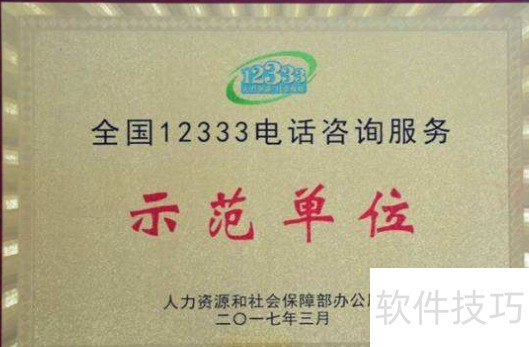 12333
全国12333电话咨询服务
示范单位
人力资源和社会保障部办公
二〇一七年三月
软件技巧